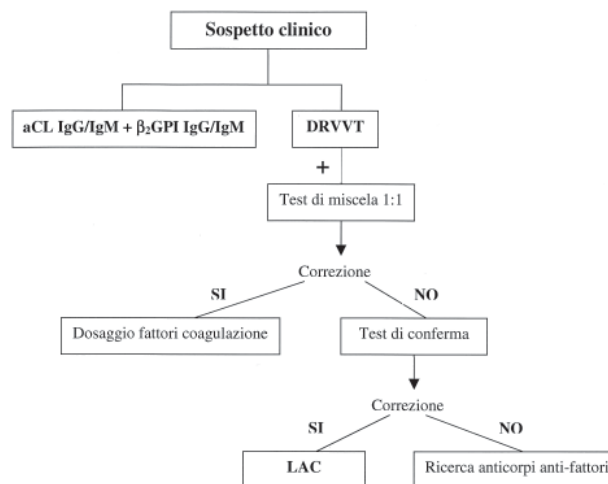 Sospetto clinico
aCL IgG/IgM + β₂GPI IgG/IgM
DRVVT
+
Test di miscela 1:1
Correzione
SI
NO
Dosaggio fattori coagulazione
Test di conferma
Correzione
SI
NO
LAC
Ricerca anticorpi anti-fattori